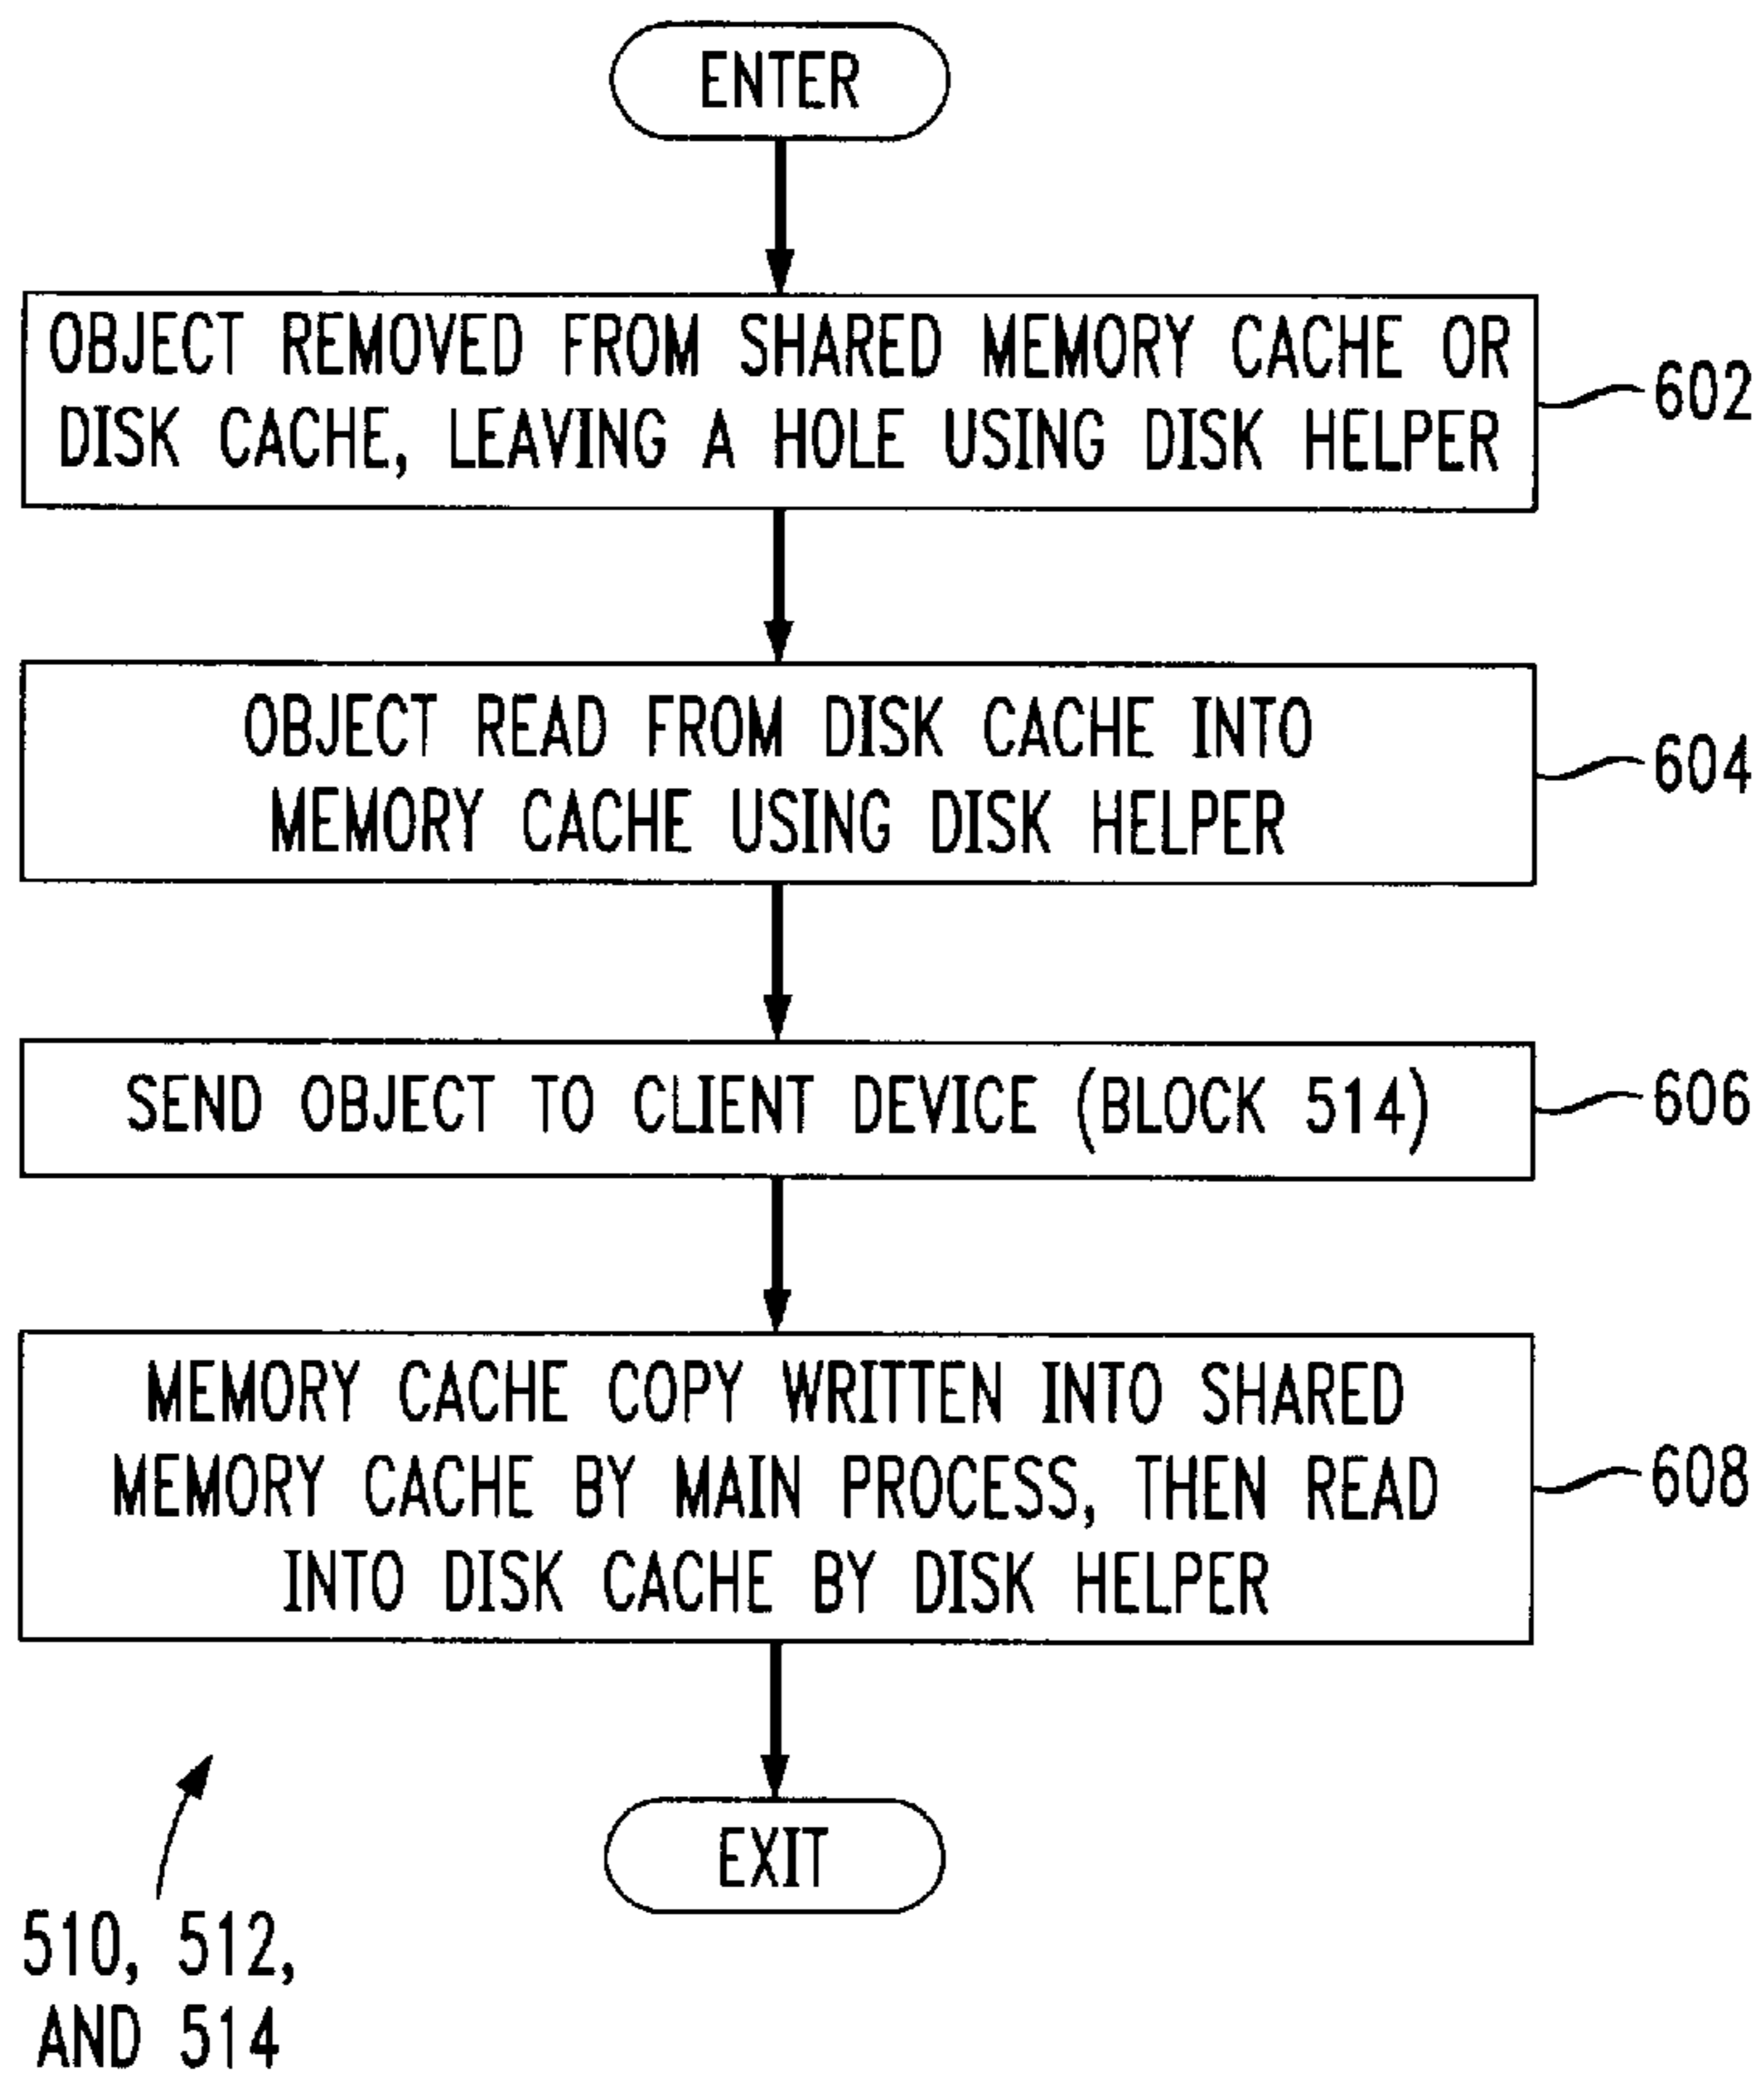 ENTER
OBJECT REMOVED FROM SHARED MEMORY CACHE OR
DISK CACHE, LEAVING A HOLE USING DISK HELPER
602
OBJECT READ FROM DISK CACHE INTO
MEMORY CACHE USING DISK HELPER
604
SEND OBJECT TO CLIENT DEVICE (BLOCK 514)
606
MEMORY CACHE COPY WRITTEN INTO SHARED
MEMORY CACHE BY MAIN PROCESS, THEN READ
INTO DISK CACHE BY DISK HELPER
608
EXIT
510, 512,
AND 514